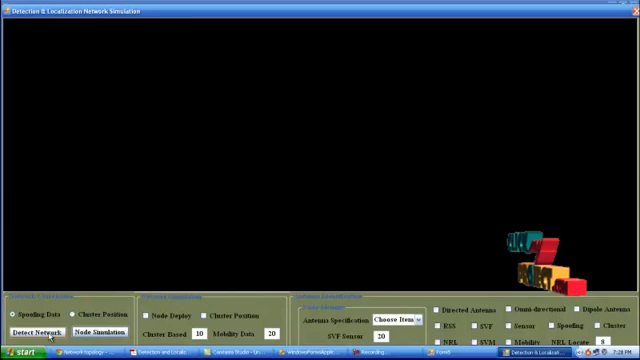 Detection & Localization Network Simulation
Spoofing Data
Cluster Position
Detect Network
Node Simulation
Node Deploy
Cluster Position
Cluster Based
10
Mobility Data
20
Antenna Specification
Choose Item
SVF Sensor
20
Directed Antenna
Omni-directional
Dipole Antenna
RSS
SVF
Sensor
Spoofing
Cluster
NRL
SVM
Mobility
NRL Locate
8
start
Network topology -
Detection and Localiz
Camtasia Studio - Un
WindowsFormsApplic
Recording...
Form5
Detection & Localizat
7:28 PM